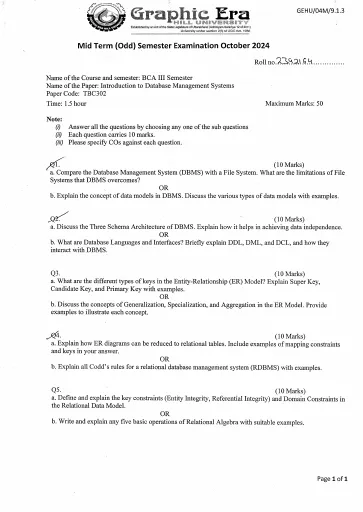 GEHU/04M/9.1.3
Graphic Era
HILL UNIVERSITY
Mid Term (Odd) Semester Examination October 2024
Roll no.
Name of the Course and semester: BCA III Semester
Name of the Paper: Introduction to Database Management Systems
Paper Code: TBC302
Time: 1.5 hour Maximum Marks: 50
Note:
(i) Answer all the questions by choosing any one of the sub questions
(ii) Each question carries 10 marks.
(iii) Please specify COs against each question.
Q1. (10 Marks)
a. Compare the Database Management System (DBMS) with a File System. What are the limitations of File
Systems that DBMS overcomes?
OR
b. Explain the concept of data models in DBMS. Discuss the various types of data models with examples.
Q2. (10 Marks)
a. Discuss the Three Schema Architecture of DBMS. Explain how it helps in achieving data independence.
OR
b. What are Database Languages and Interfaces? Briefly explain DDL, DML, and DCL, and how they
interact with DBMS.
Q3. (10 Marks)
a. What are the different types of keys in the Entity-Relationship (ER) Model? Explain Super Key,
Candidate Key, and Primary Key with examples.
OR
b. Discuss the concepts of Generalization, Specialization, and Aggregation in the ER Model. Provide
examples to illustrate each concept.
Q4. (10 Marks)
a. Explain how ER diagrams can be reduced to relational tables. Include examples of mapping constraints
and keys in your answer.
OR
b. Explain all Codd's rules for a relational database management system (RDBMS) with examples.
Q5. (10 Marks)
a. Define and explain the key constraints (Entity Integrity, Referential Integrity) and Domain Constraints in
the Relational Data Model.
OR
b. Write and explain any five basic operations of Relational Algebra with suitable examples.
Page 1 of 1